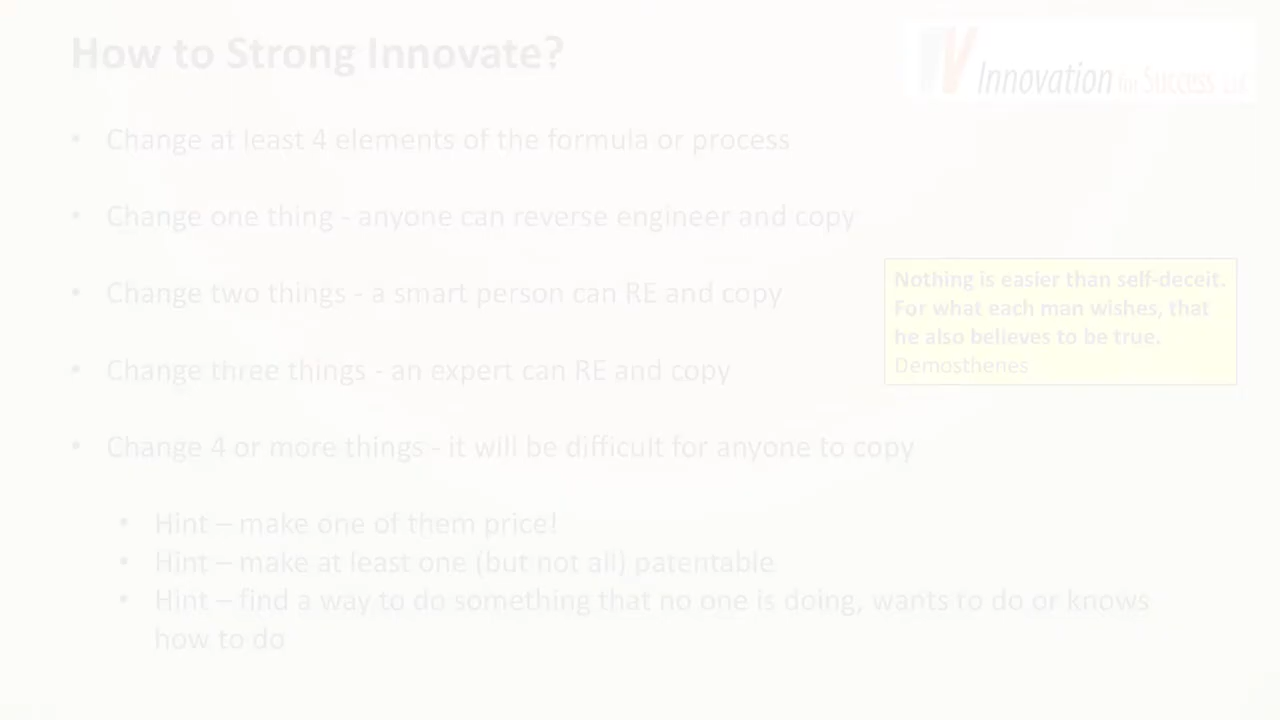 How to Strong Innovate?
Innovation for Success LLC
• Change at least 4 elements of the formula or process
• Change one thing - anyone can reverse engineer and copy
• Change two things - a smart person can RE and copy
• Change three things - an expert can RE and copy
• Change 4 or more things - it will be difficult for anyone to copy
• Hint – make one of them price!
• Hint – make at least one (but not all) patentable
• Hint – find a way to do something that no one is doing, wants to do or knows
how to do
Nothing is easier than self-deceit.
For what each man wishes, that
he also believes to be true.
Demosthenes